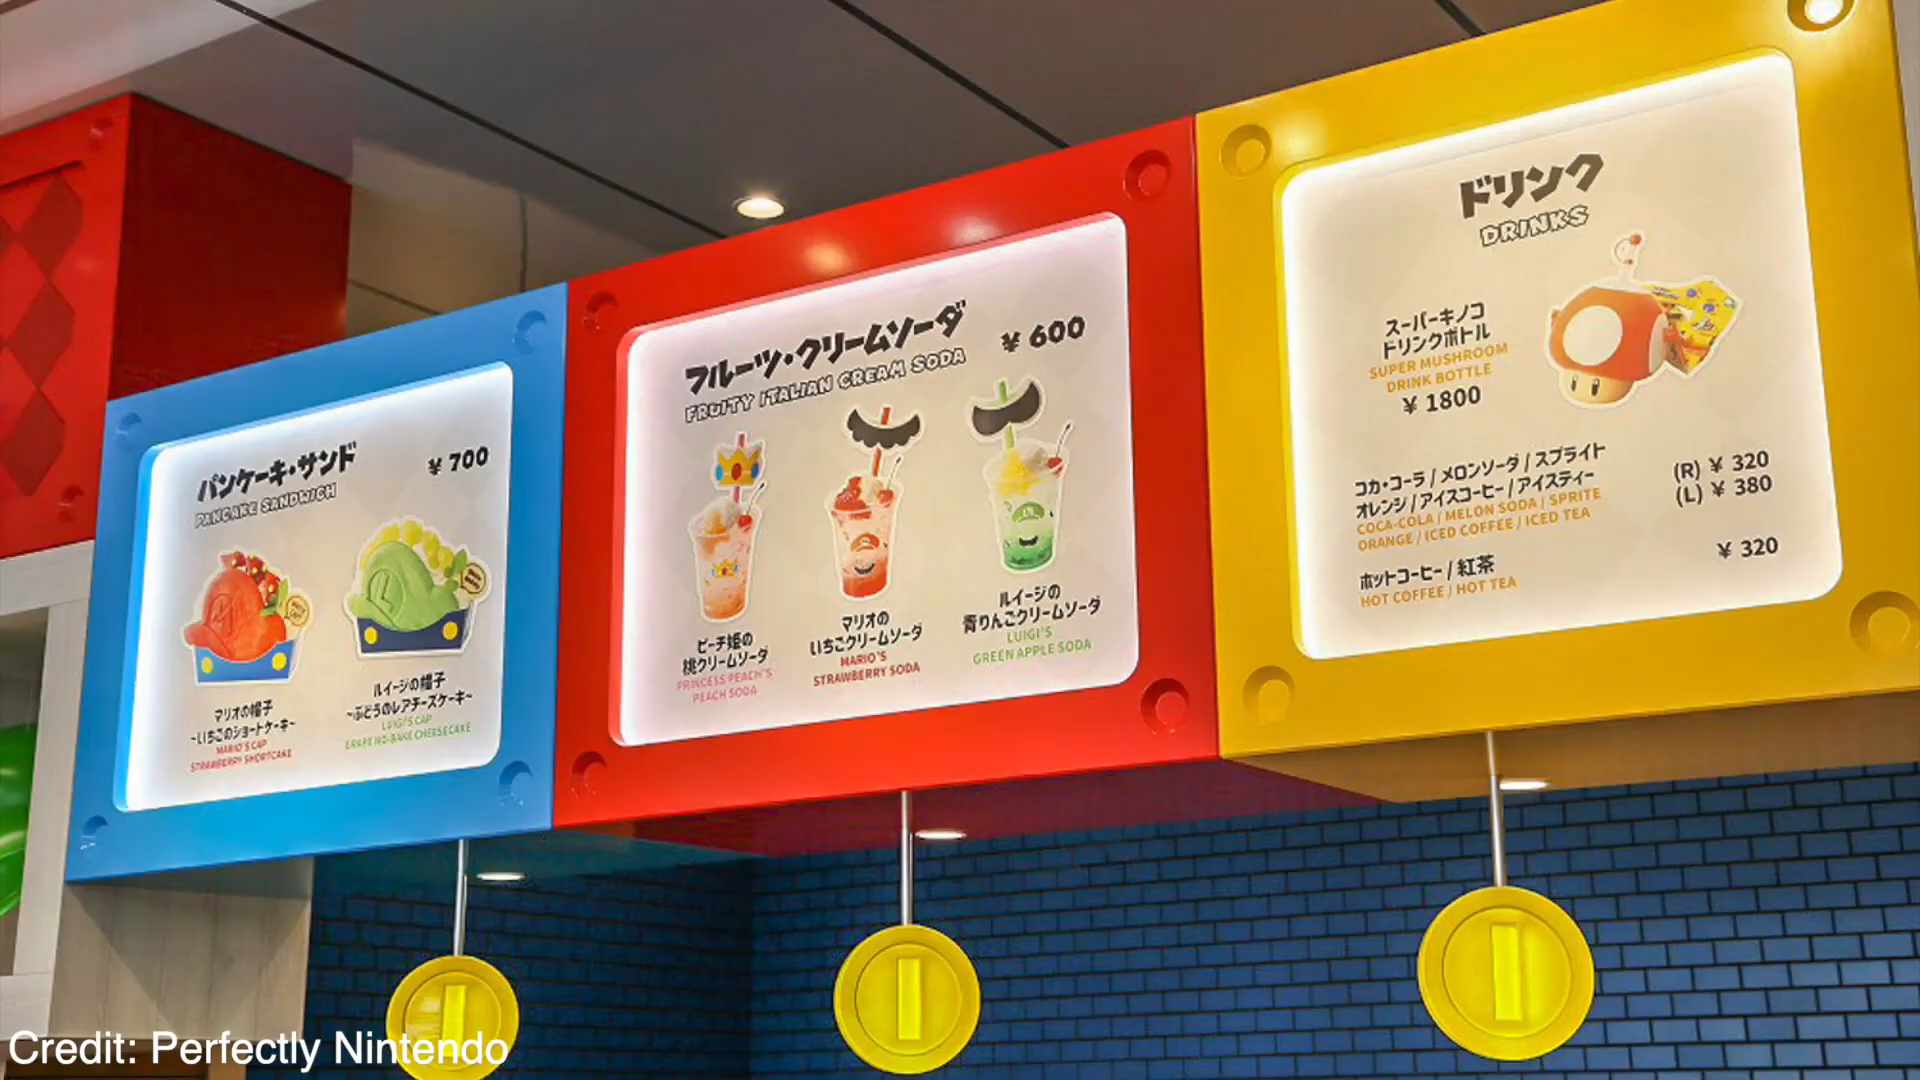 パンケーキ・サンド
PANCAKE SANDWICH
¥ 700
マリオの帽子
~いちごのショートケーキ~
MARIO'S CAP
STRAWBERRY SHORTCAKE
ルイージの帽子
~ぶどうのレアチーズケーキ~
LUIGI'S CAP
GRAPE NO-BAKE CHEESECAKE
フルーツ・クリームソーダ
FRUITY ITALIAN CREAM SODA
¥ 600
ピーチ姫の
桃クリームソーダ
PRINCESS PEACH'S
PEACH SODA
マリオの
いちごクリームソーダ
MARIO'S
STRAWBERRY SODA
ルイージの
青りんごクリームソーダ
LUIGI'S
GREEN APPLE SODA
ドリンク
DRINKS
スーパーキノコ
ドリンクボトル
SUPER MUSHROOM
DRINK BOTTLE
¥ 1800
コカ・コーラ / メロンソーダ / スプライト
オレンジ / アイスコーヒー / アイスティー
COCA-COLA / MELON SODA / SPRITE
ORANGE / ICED COFFEE / ICED TEA
(R) ¥ 320
(L) ¥ 380
ホットコーヒー / 紅茶
HOT COFFEE / HOT TEA
¥ 320
Credit: Perfectly Nintendo